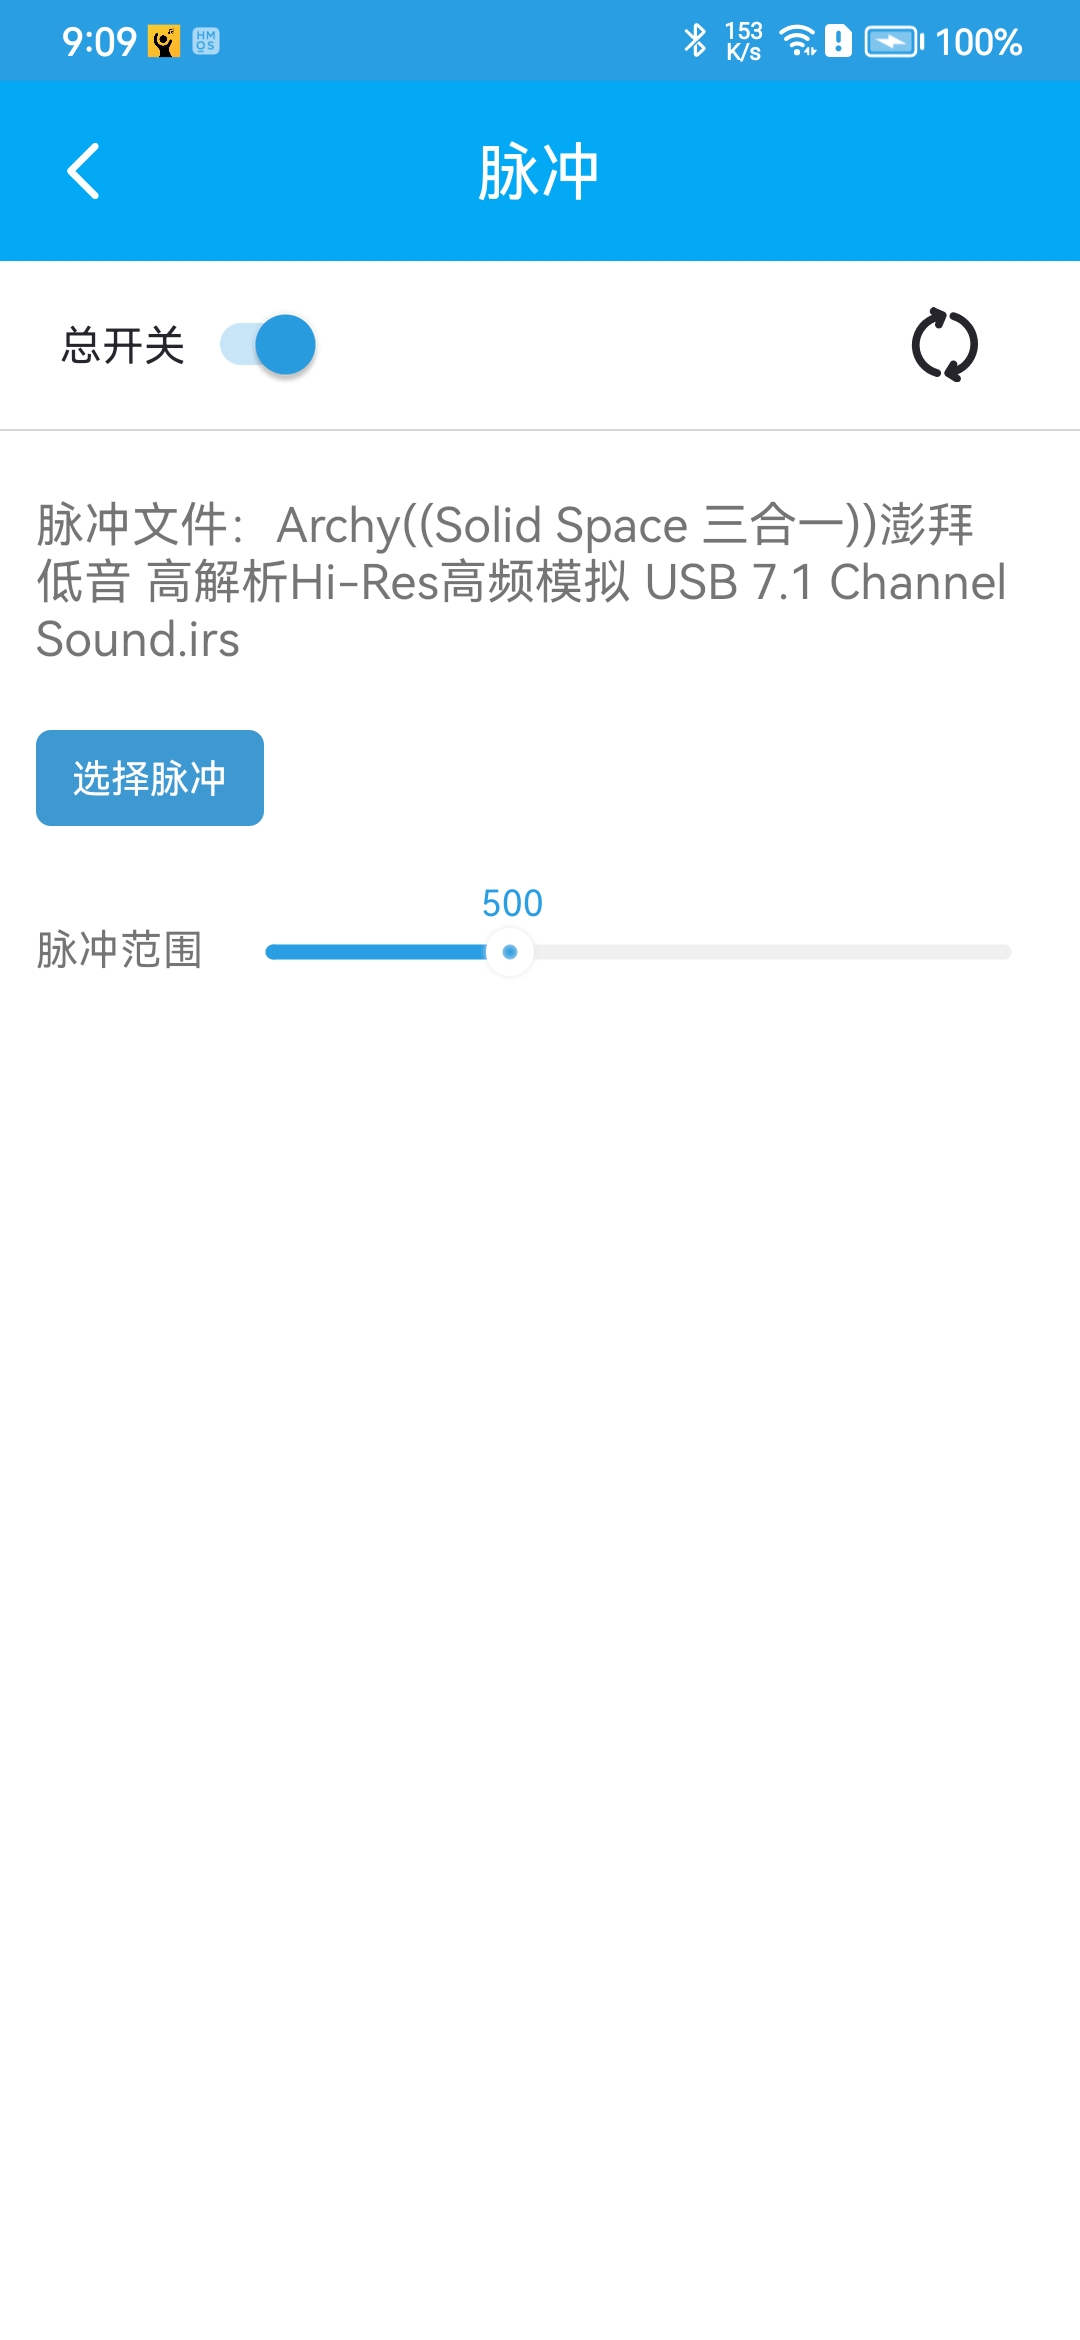 9:09 HM OS 153 K/s 100%
脉冲
总开关
脉冲文件： Archy((Solid Space 三合一))澎拜
低音 高解析Hi-Res高频模拟 USB 7.1 Channel
Sound.irs
选择脉冲
500
脉冲范围